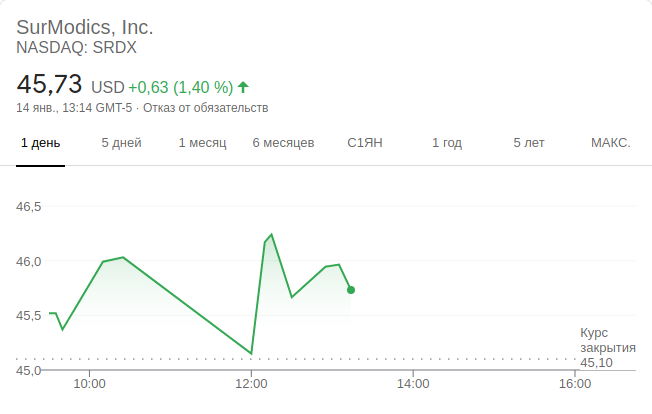 SurModics, Inc.
NASDAQ: SRDX
45,73 USD +0,63 (1,40 %)
14 янв., 13:14 GMT-5 · Отказ от обязательств
1 день 5 дней 1 месяц 6 месяцев С1ЯН 1 год 5 лет МАКС.
46,5
46,0
45,5
Курс
закрытия
45,10
45,0
10:00 12:00 14:00 16:00